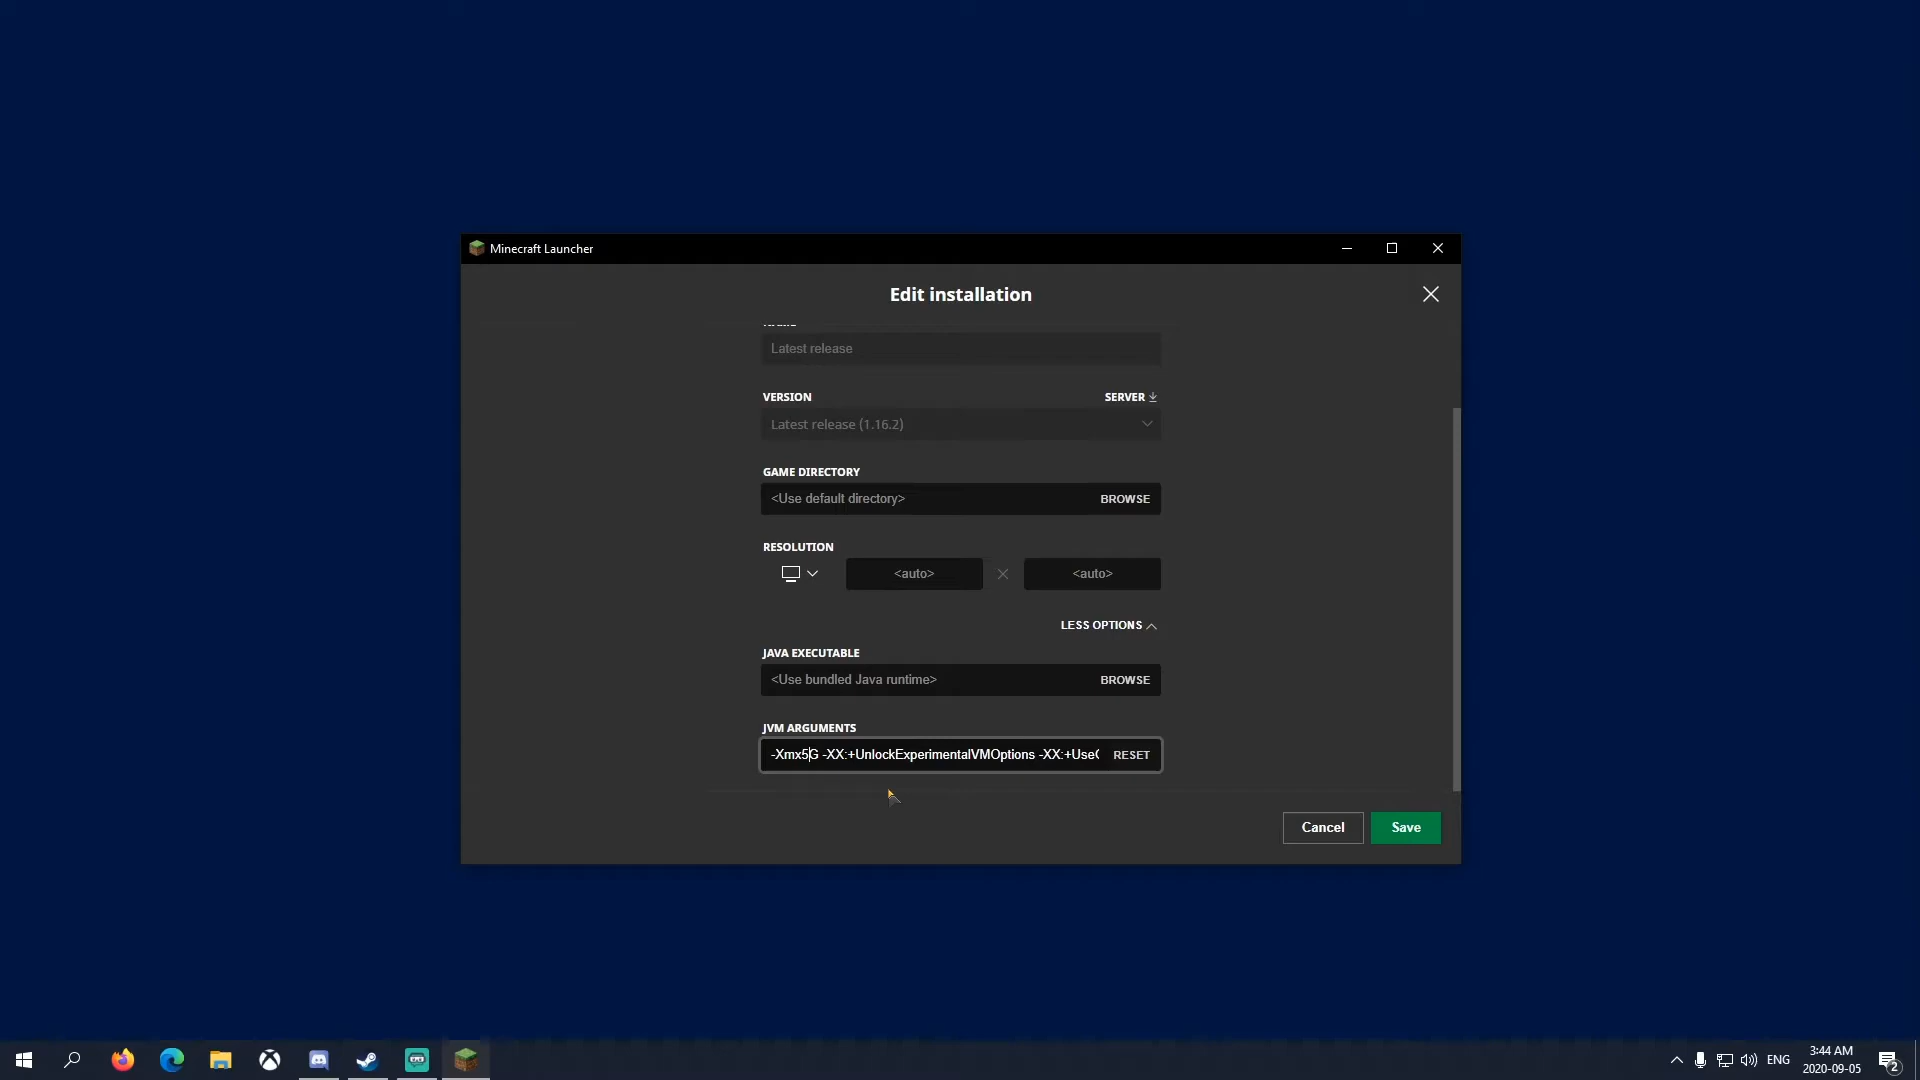 Minecraft Launcher
Edit installation
NAME
Latest release
VERSION
SERVER
Latest release (1.16.2)
GAME DIRECTORY
<Use default directory>
BROWSE
RESOLUTION
<auto>
<auto>
LESS OPTIONS
JAVA EXECUTABLE
<Use bundled Java runtime>
BROWSE
JVM ARGUMENTS
-Xmx5G -XX:+UnlockExperimentalVMOptions -XX:+Use
RESET
Cancel
Save
ENG
3:44 AM
2020-09-05
2